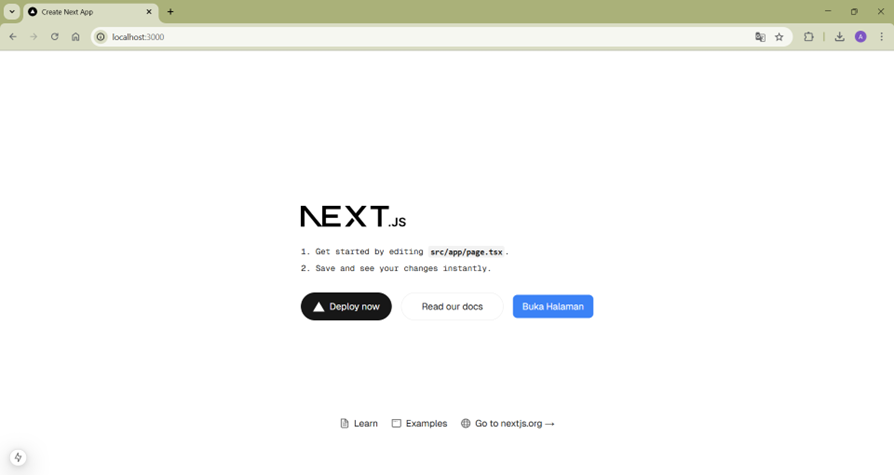 Create Next App
localhost:3000
A
NEXT.JS
1. Get started by editing src/app/page.tsx.
2. Save and see your changes instantly.
Deploy now
Read our docs
Buka Halaman
Learn
Examples
Go to nextjs.org →